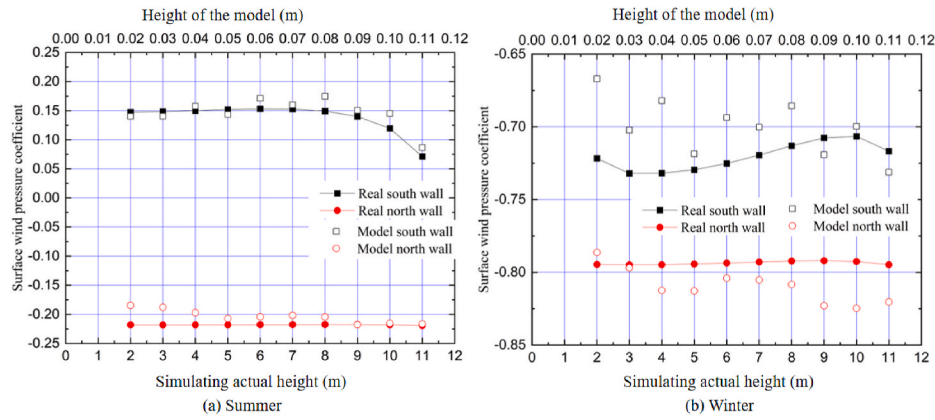 Height of the model (m)
0.00 0.01 0.02 0.03 0.04 0.05 0.06 0.07 0.08 0.09 0.10 0.11 0.12
0.25
0.20
0.15
0.10
0.05
0.00
-0.05
-0.10
-0.15
-0.20
-0.25
Surface wind pressure coefficient
Real south wall
Real north wall
Model south wall
Model north wall
0 1 2 3 4 5 6 7 8 9 10 11 12
Simulating actual height (m)
(a) Summer
Height of the model (m)
0.00 0.01 0.02 0.03 0.04 0.05 0.06 0.07 0.08 0.09 0.10 0.11 0.12
-0.65
-0.70
-0.75
-0.80
-0.85
Surface wind pressure coefficient
Real south wall Model south wall
Real north wall Model north wall
0 1 2 3 4 5 6 7 8 9 10 11 12
Simulating actual height (m)
(b) Winter